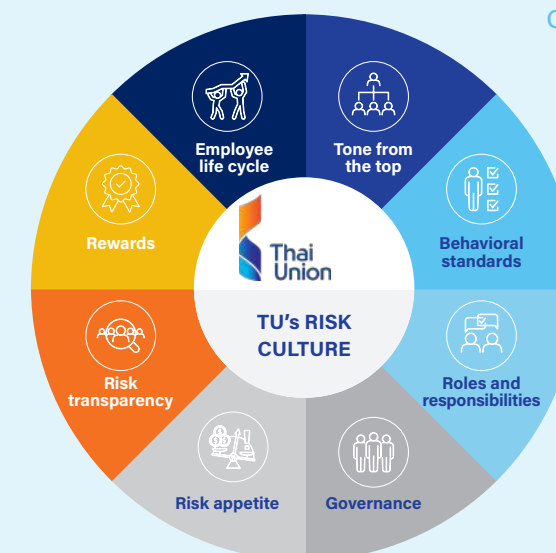 Tone from
the top
Behavioral
standards
Roles and
responsibilities
Governance
Risk appetite
Risk
transparency
Rewards
Employee
life cycle
Thai
Union
TU's RISK
CULTURE